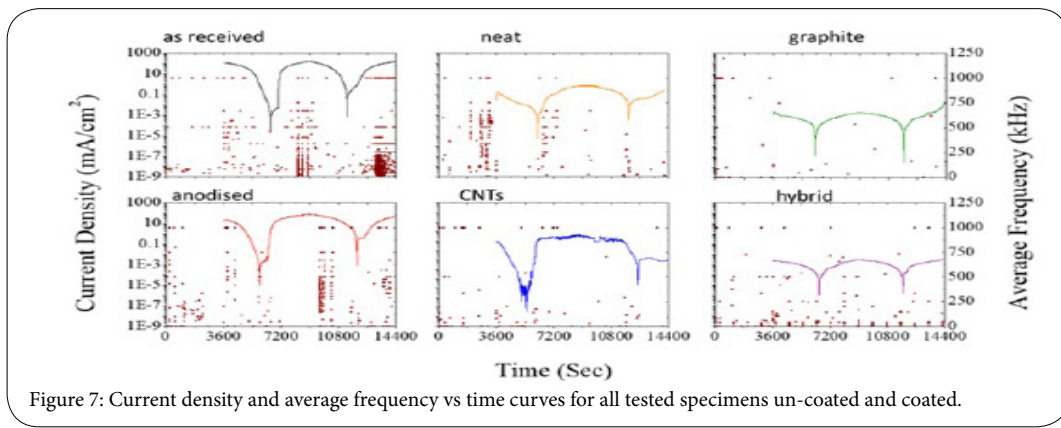 as received neat graphite
1000 1250
10 1000
0.1 750
1E-3
1E-5 500
1E-7 250
1E-9 0
anodised CNTs hybrid
1000 1250
10 1000
0.1 750
1E-3 500
1E-5
1E-7 250
1E-9 0
0 3600 7200 10800 14400 0 3600 7200 10800 14400 0 3600 7200 10800 14400
Current Density (mA/cm²)
Average Frequency (kHz)
Time (Sec)
Figure 7: Current density and average frequency vs time curves for all tested specimens un-coated and coated.